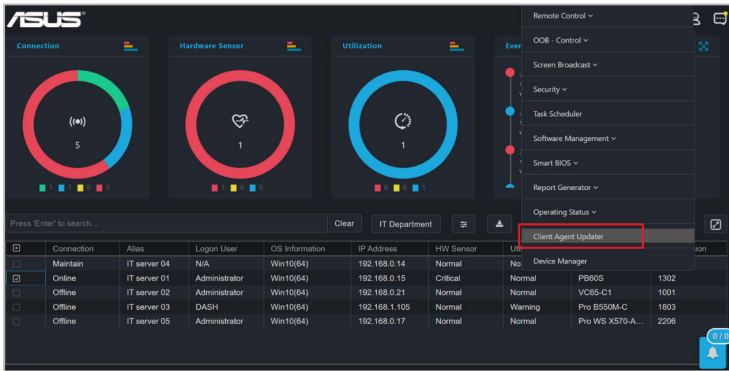 ASUS
Remote Control
OOB - Control
Screen Broadcast
Security
Task Scheduler
Software Management
Smart BIOS
Report Generator
Operating Status
Client Agent Updater
Device Manager
Connection
Hardware Sensor
Utilization
5
1
1
1 1 0 3
1 0 0
0 0 1
Press 'Enter' to search...
Clear
IT Department
Connection Alias Logon User OS Information IP Address HW Sensor
Maintain IT server 04 N/A Win10(64) 192.168.0.14 Normal
Online IT server 01 Administrator Win10(64) 192.168.0.15 Critical Normal PB60S 1302
Offline IT server 02 Administrator Win10(64) 192.168.0.21 Normal Normal VC65-C1 1001
Offline IT server 03 DASH Win10(64) 192.168.1.105 Normal Warning Pro B550M-C 1803
Offline IT server 05 Administrator Win10(64) 192.168.0.17 Normal Normal Pro WS X570-A... 2206
0 / 0